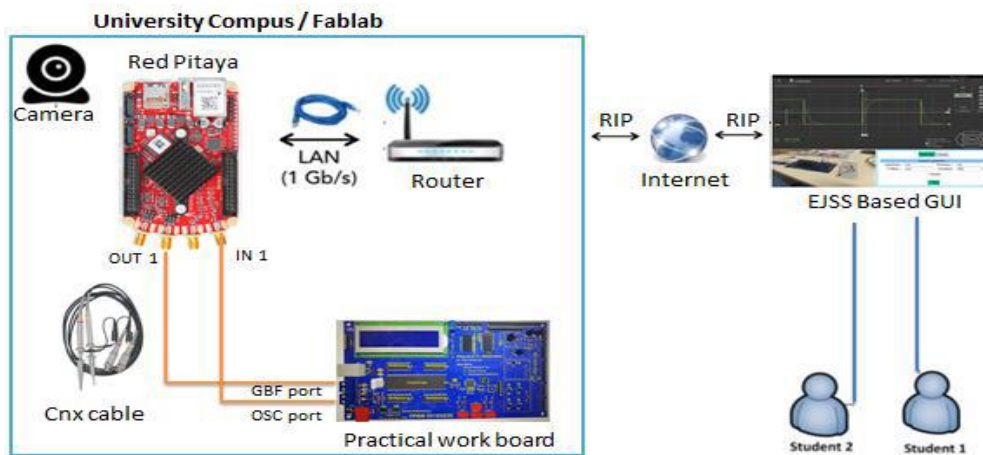 University Compus / Fablab
Red Pitaya
Camera
LAN
(1 Gb/s)
Router
RIP
RIP
Internet
EJSS Based GUI
OUT 1
IN 1
Cnx cable
GBF port
OSC port
Practical work board
Student 2
Student 1